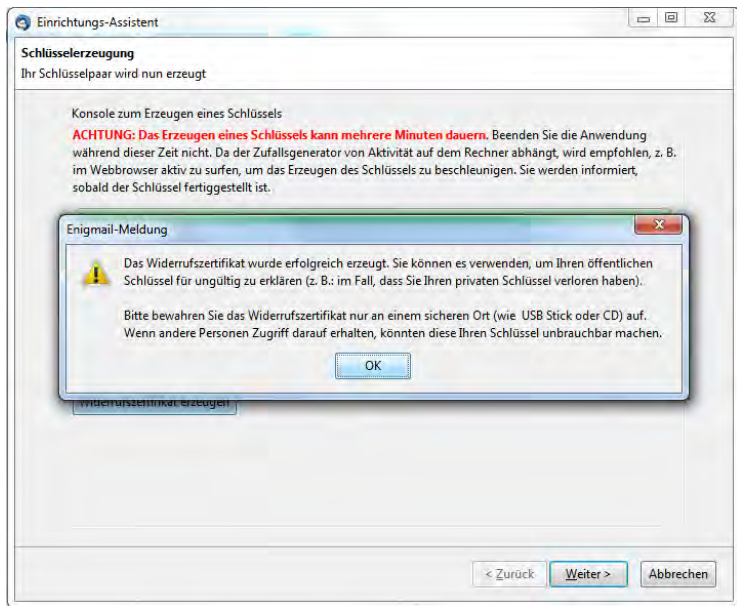 Einrichtungs-Assistent
Schlüsselerzeugung
Ihr Schlüsselpaar wird nun erzeugt
Konsole zum Erzeugen eines Schlüssels
ACHTUNG: Das Erzeugen eines Schlüssels kann mehrere Minuten dauern. Beenden Sie die Anwendung
während dieser Zeit nicht. Da der Zufallsgenerator von Aktivität auf dem Rechner abhängt, wird empfohlen, z. B.
im Webbrowser aktiv zu surfen, um das Erzeugen des Schlüssels zu beschleunigen. Sie werden informiert,
sobald der Schlüssel fertiggestellt ist.
Enigmail-Meldung
Das Widerrufszertifikat wurde erfolgreich erzeugt. Sie können es verwenden, um Ihren öffentlichen
Schlüssel für ungültig zu erklären (z. B.: im Fall, dass Sie Ihren privaten Schlüssel verloren haben).
Bitte bewahren Sie das Widerrufszertifikat nur an einem sicheren Ort (wie USB Stick oder CD) auf.
Wenn andere Personen Zugriff darauf erhalten, könnten diese Ihren Schlüssel unbrauchbar machen.
OK
Widerrufszertifikat erzeugen
< Zurück
Weiter >
Abbrechen